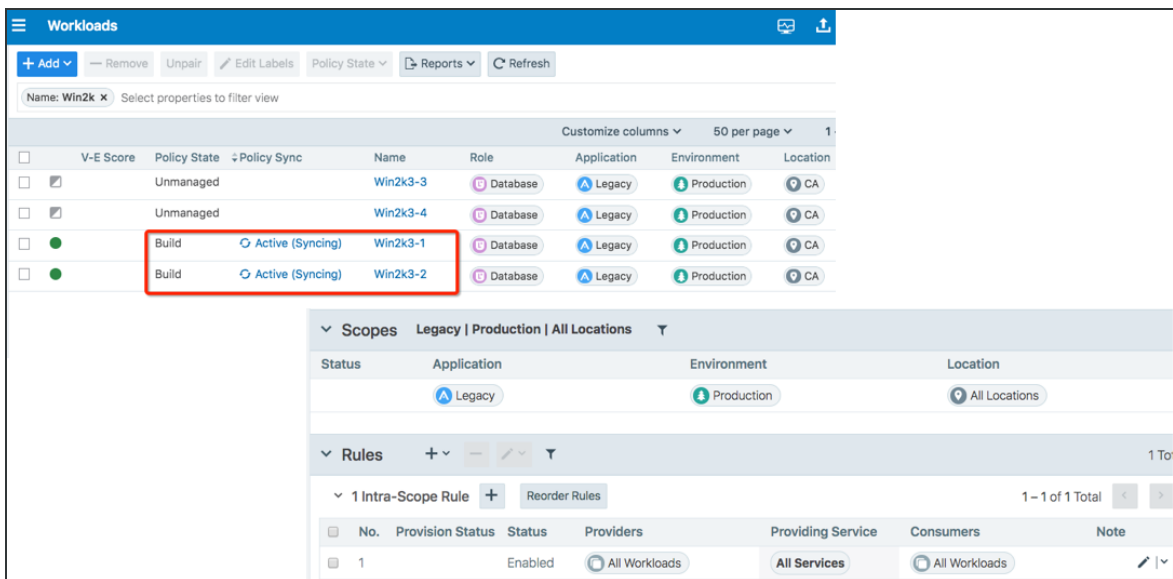 Workloads
+ Add — Remove Unpair Edit Labels Policy State Reports Refresh
Name: Win2k × Select properties to filter view
Customize columns 50 per page 1 -
V-E Score Policy State Policy Sync Name Role Application Environment Location
Unmanaged Win2k3-3 Database Legacy Production CA
Unmanaged Win2k3-4 Database Legacy Production CA
Build Active (Syncing) Win2k3-1 Database Legacy Production CA
Build Active (Syncing) Win2k3-2 Database Legacy Production CA
Scopes Legacy | Production | All Locations
Status Application Environment Location
Legacy Production All Locations
Rules 1 Tot
1 Intra-Scope Rule + Reorder Rules 1 – 1 of 1 Total
No. Provision Status Status Providers Providing Service Consumers Note
1 Enabled All Workloads All Services All Workloads